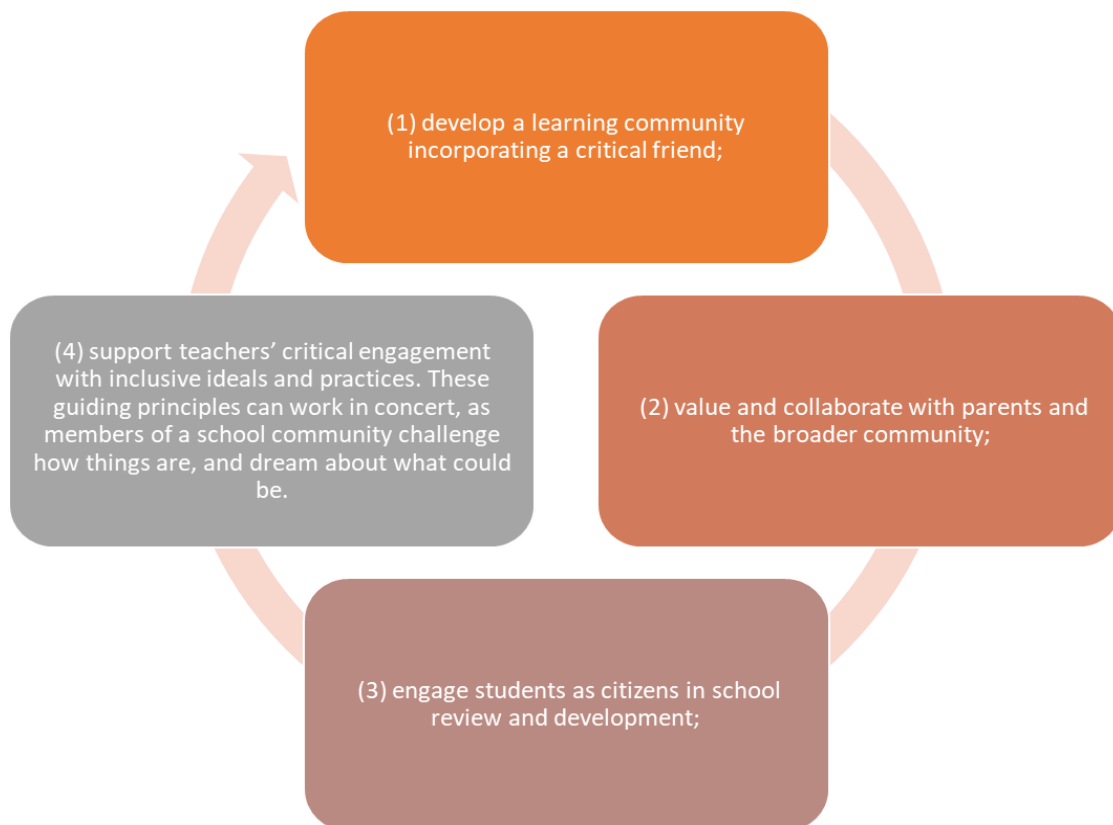 (1) develop a learning community
incorporating a critical friend;
(2) value and collaborate with parents and
the broader community;
(3) engage students as citizens in school
review and development;
(4) support teachers’ critical engagement
with inclusive ideals and practices. These
guiding principles can work in concert, as
members of a school community challenge
how things are, and dream about what could
be.